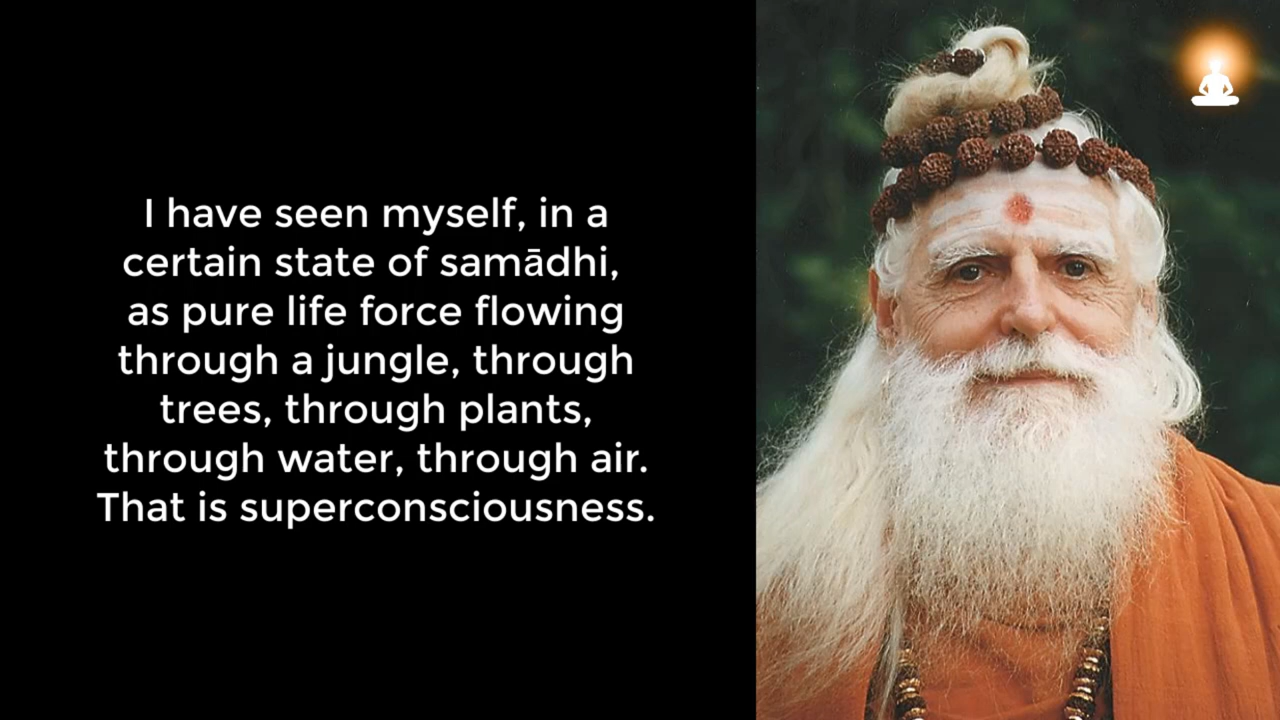 I have seen myself, in a
certain state of samādhi,
as pure life force flowing
through a jungle, through
trees, through plants,
through water, through air.
That is superconsciousness.